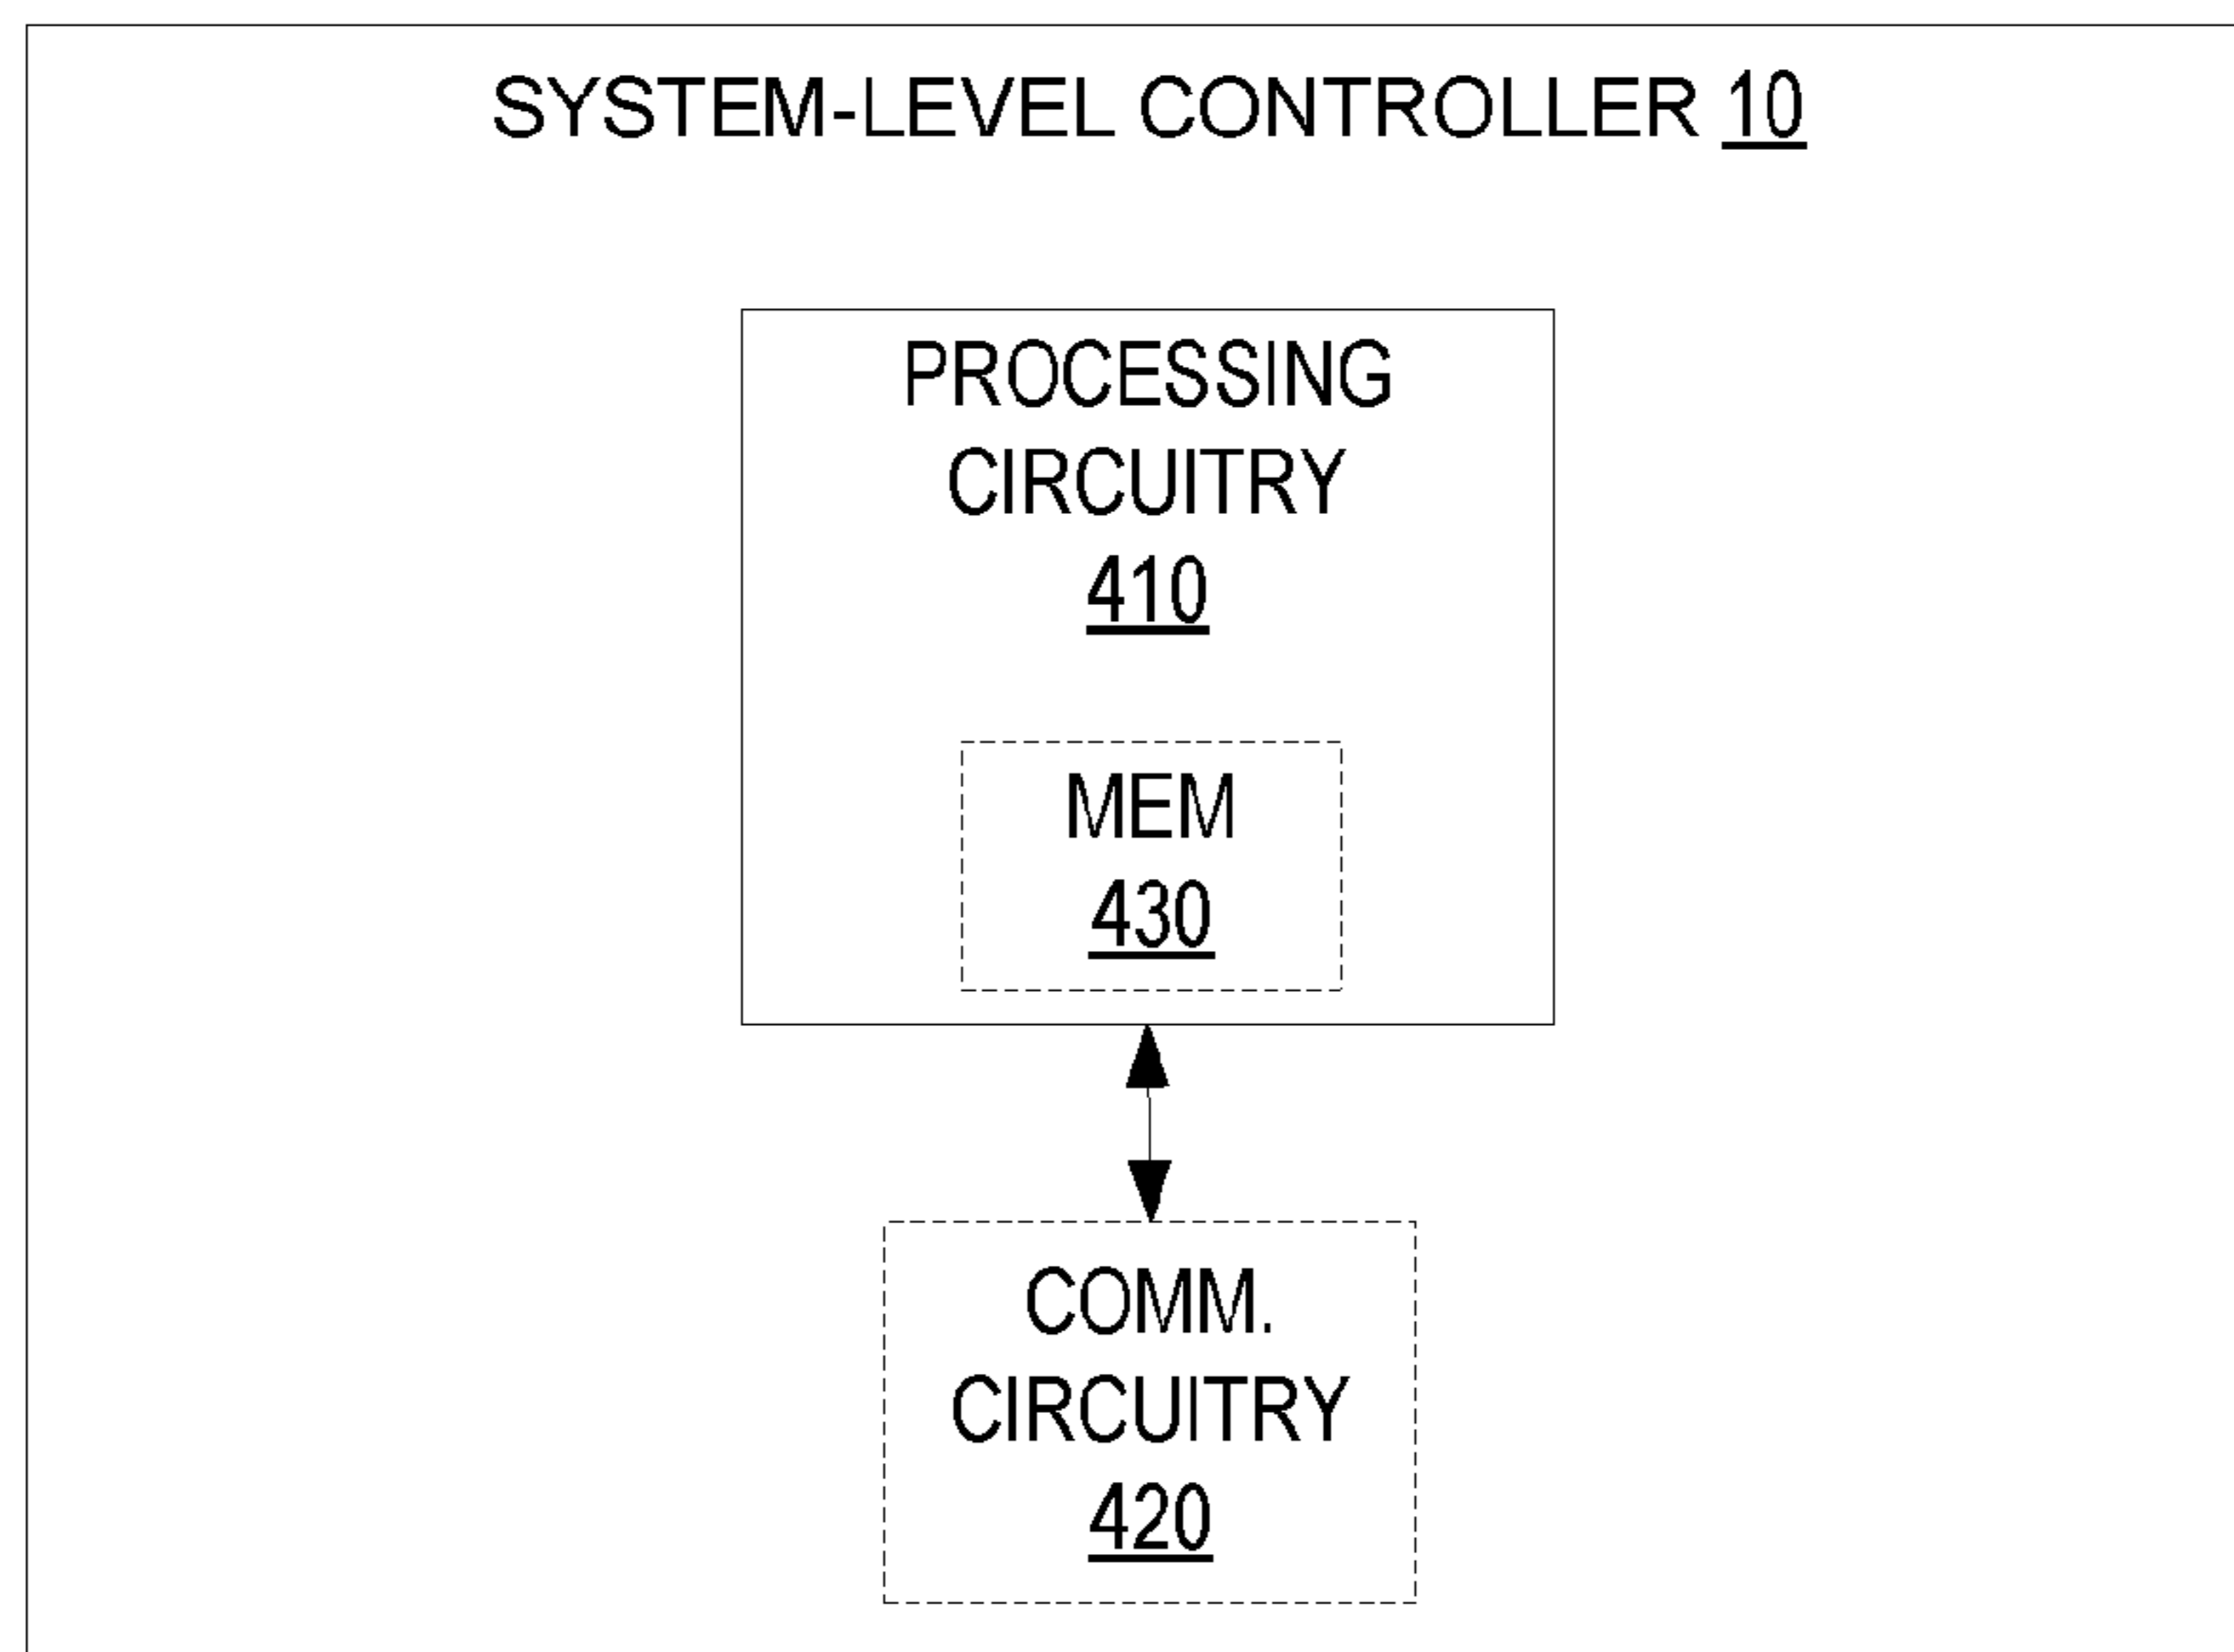 SYSTEM-LEVEL CONTROLLER 10
PROCESSING
CIRCUITRY
410
MEM
430
COMM.
CIRCUITRY
420